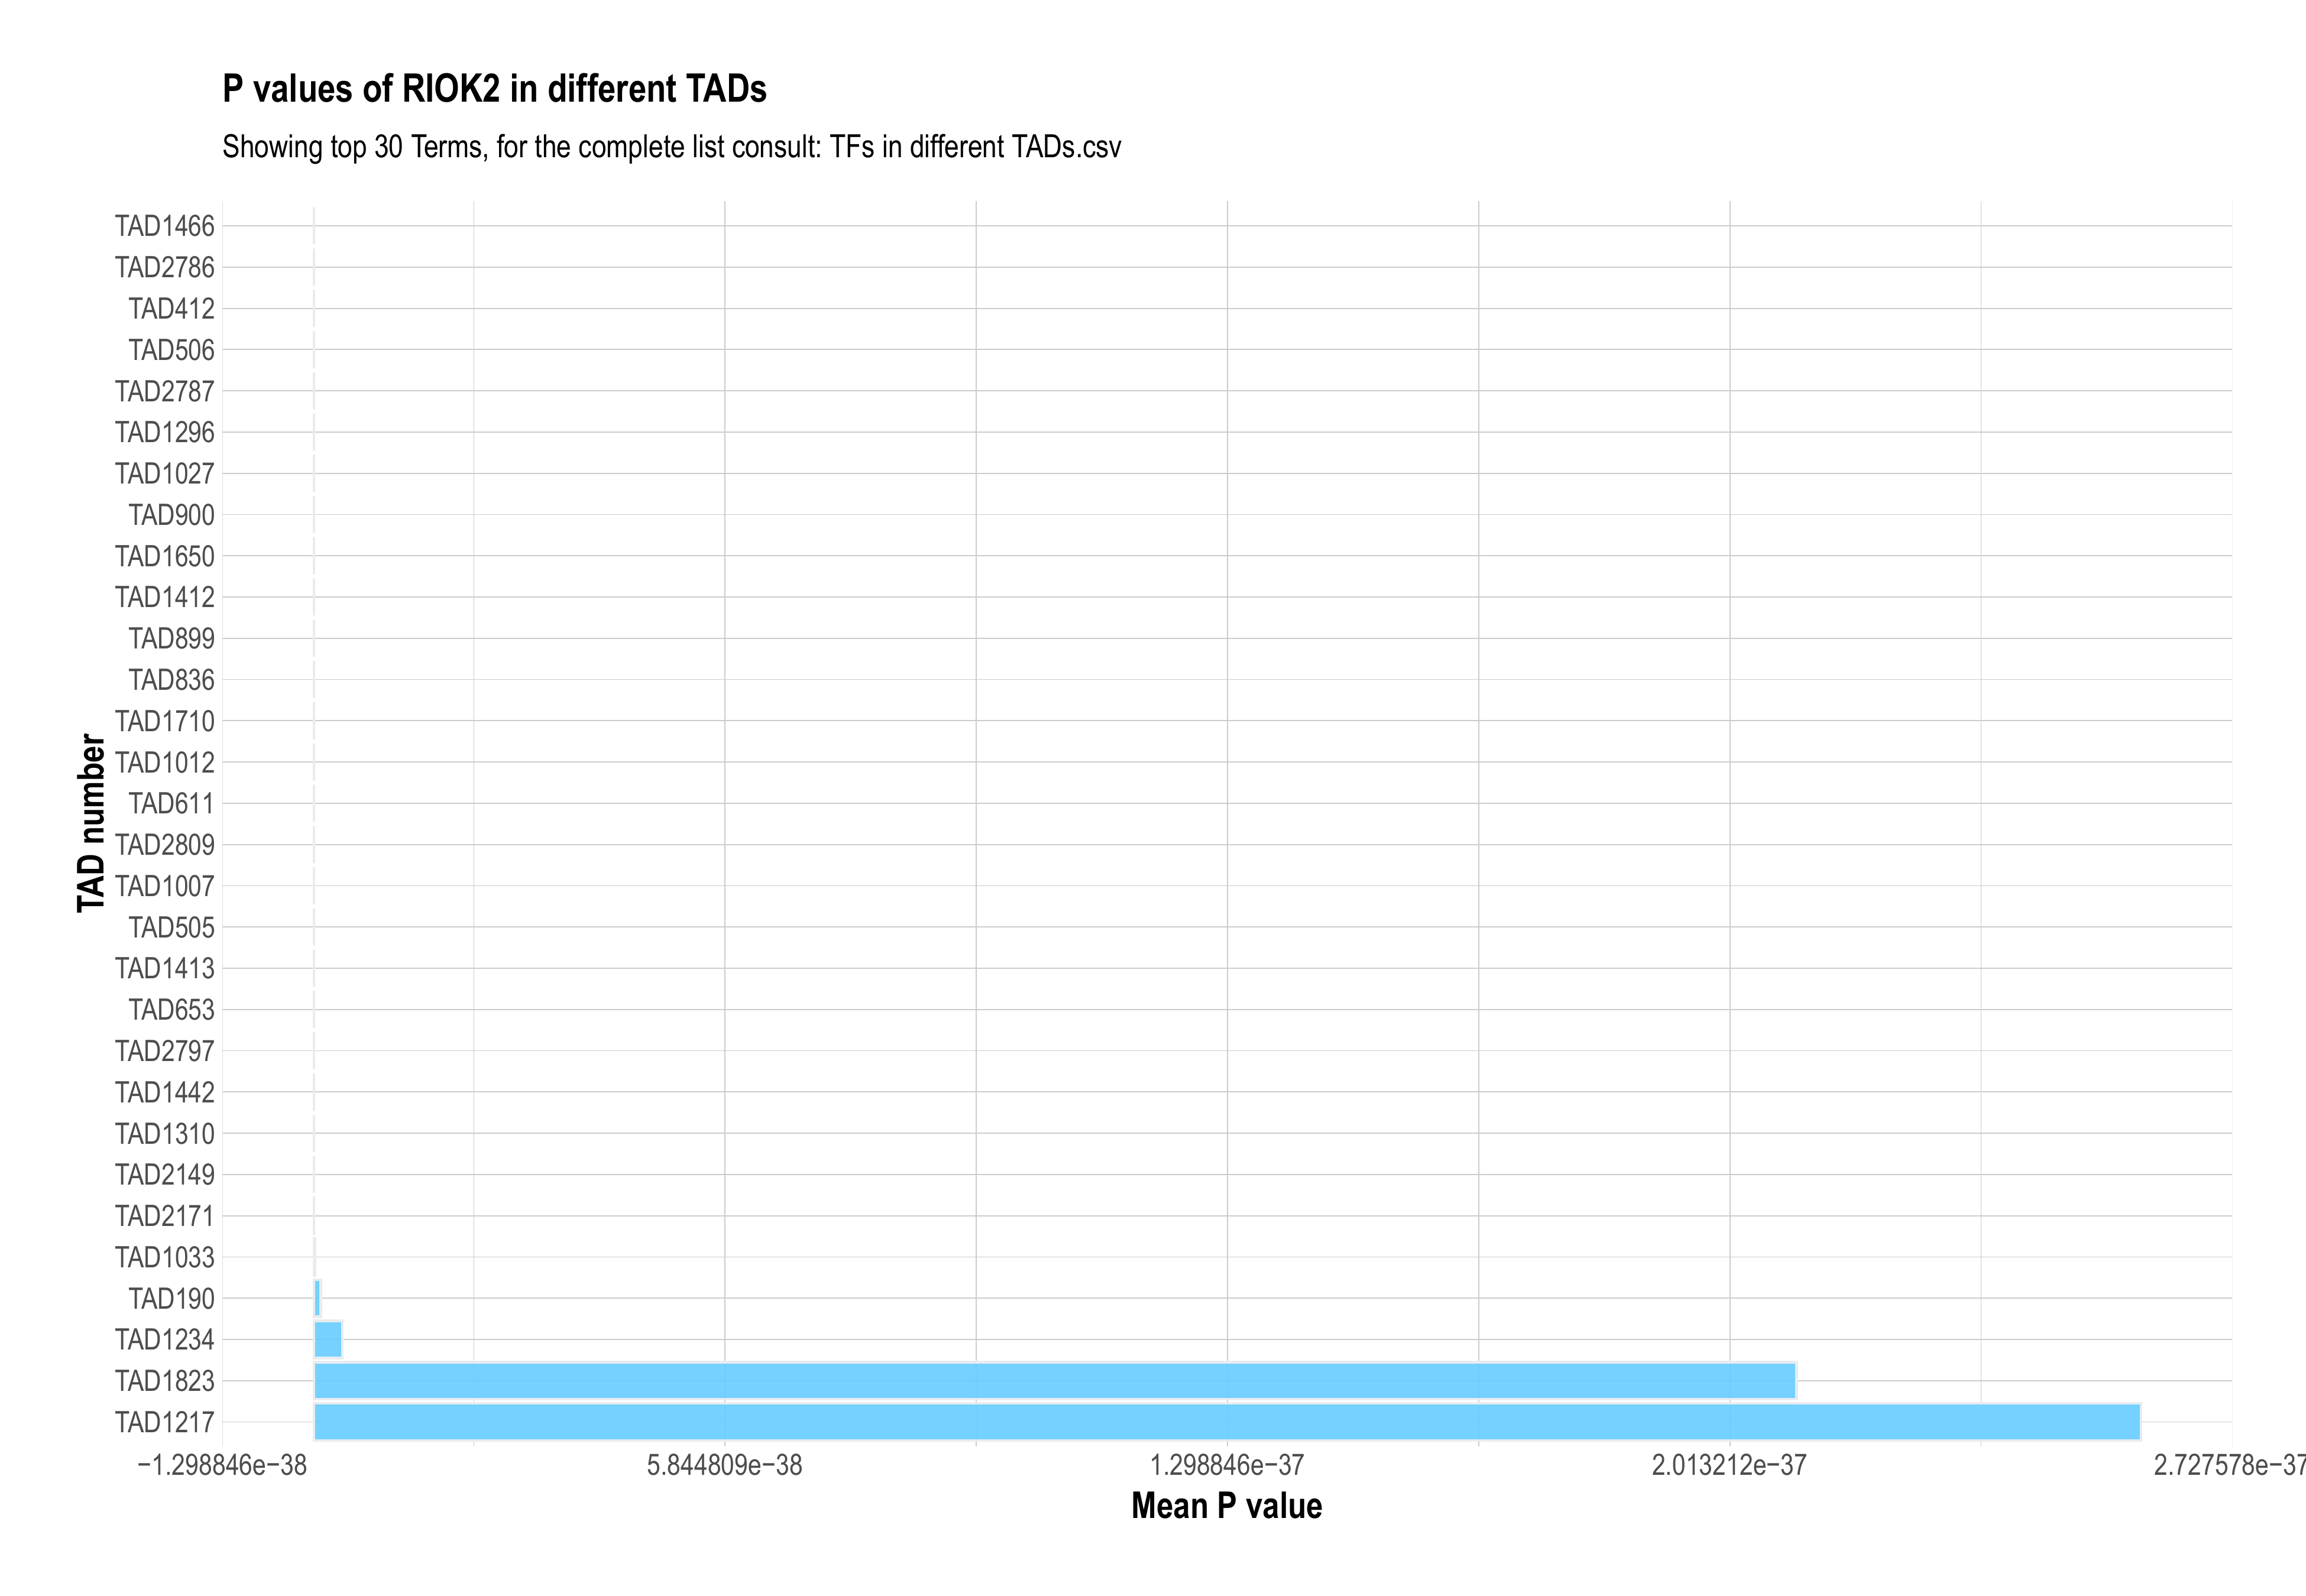 P values of RIOK2 in different TADs
Showing top 30 Terms, for the complete list consult: TFs in different TADs.csv
TAD number
TAD1466
TAD2786
TAD412
TAD506
TAD2787
TAD1296
TAD1027
TAD900
TAD1650
TAD1412
TAD899
TAD836
TAD1710
TAD1012
TAD611
TAD2809
TAD1007
TAD505
TAD1413
TAD653
TAD2797
TAD1442
TAD1310
TAD2149
TAD2171
TAD1033
TAD190
TAD1234
TAD1823
TAD1217
−1.298846e−38 5.844809e−38 1.298846e−37 2.013212e−37 2.727578e−37
Mean P value